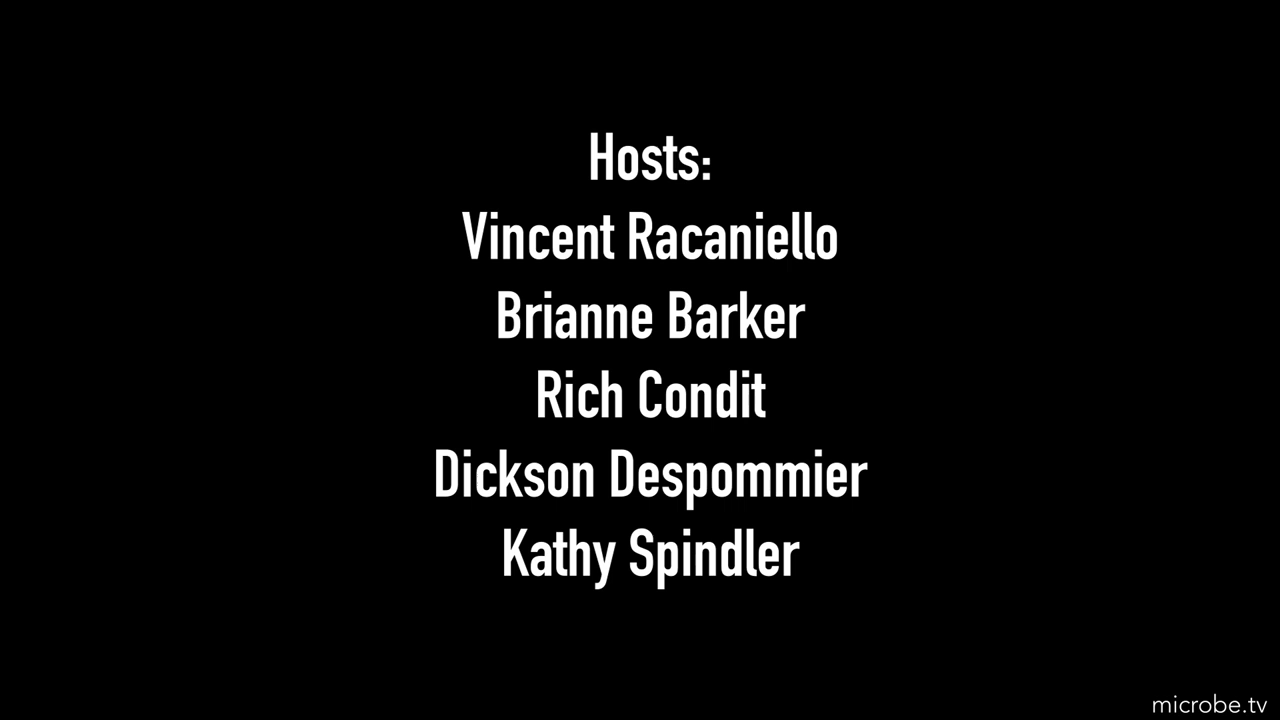 Hosts:
Vincent Racaniello
Brianne Barker
Rich Condit
Dickson Despommier
Kathy Spindler
microbe.tv